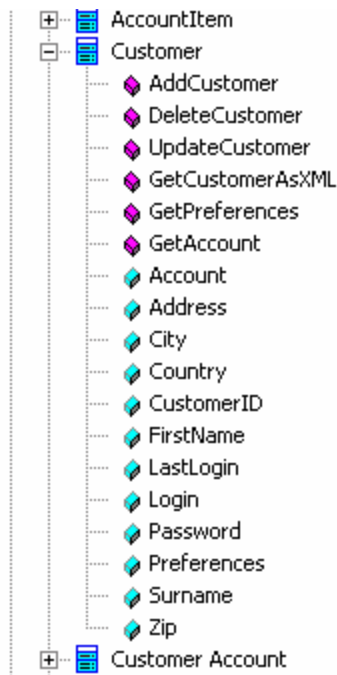 AccountItem
Customer
AddCustomer
DeleteCustomer
UpdateCustomer
GetCustomerAsXML
GetPreferences
GetAccount
Account
Address
City
Country
CustomerID
FirstName
LastLogin
Login
Password
Preferences
Surname
Zip
Customer Account